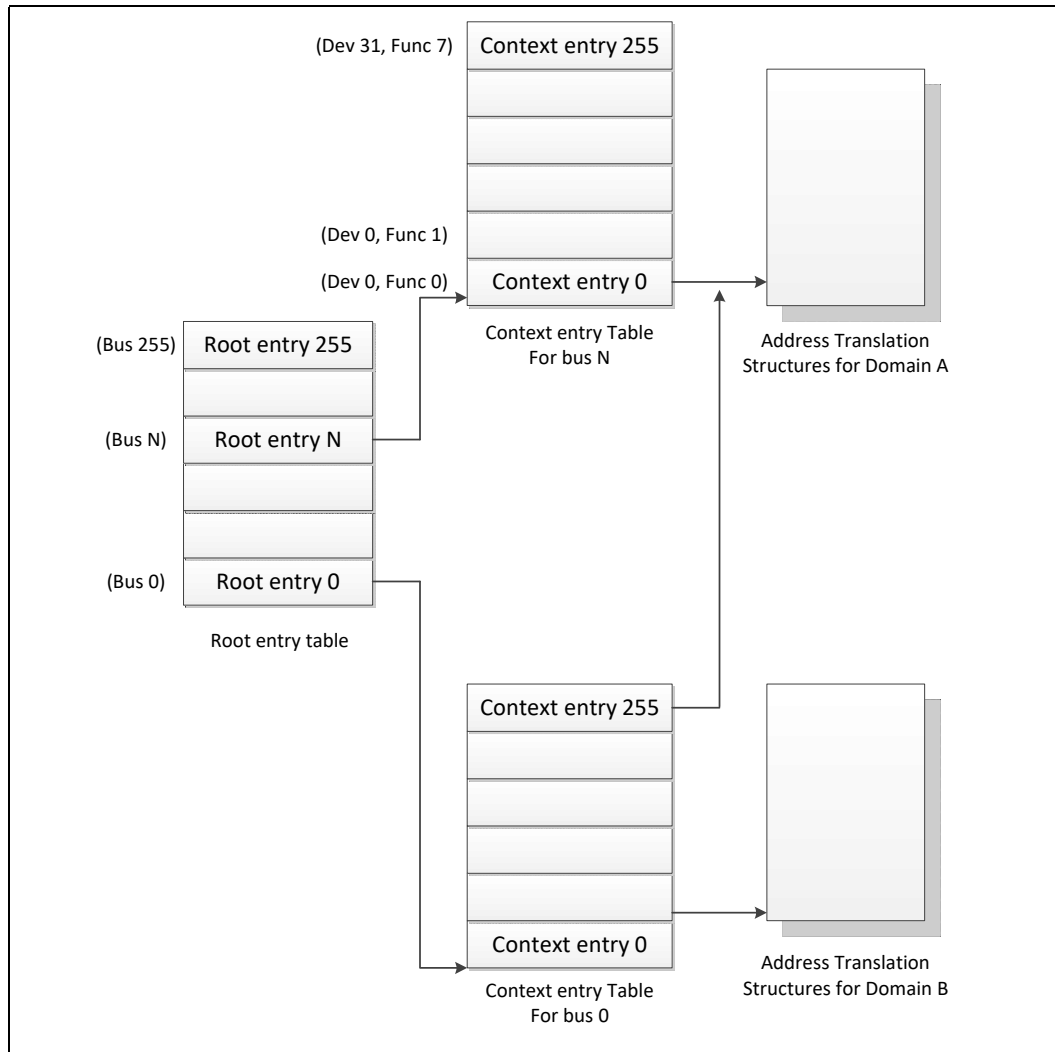 (Dev 31, Func 7)
Context entry 255
(Dev 0, Func 1)
(Dev 0, Func 0)
Context entry 0
Context entry Table
For bus N
Address Translation
Structures for Domain A
(Bus 255)
Root entry 255
(Bus N)
Root entry N
(Bus 0)
Root entry 0
Root entry table
Context entry 255
Context entry 0
Context entry Table
For bus 0
Address Translation
Structures for Domain B